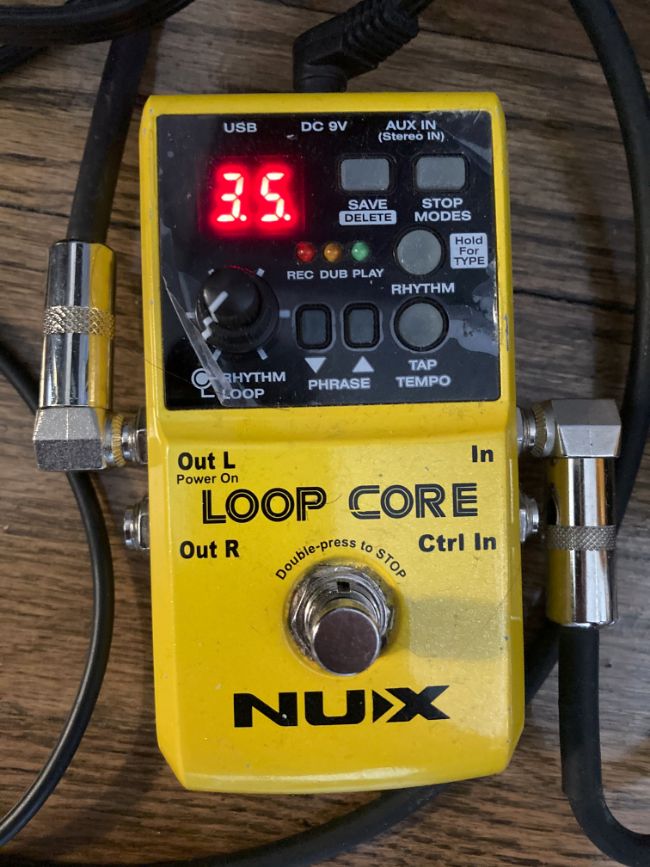 USB DC 9V AUX IN
(Stereo IN)
3.5.
SAVE STOP
DELETE MODES
Hold
For
TYPE
REC DUB PLAY
RHYTHM
RHYTHM
LOOP
PHRASE
TAP
TEMPO
Out L In
Power On
LOOP CORE
Out R Ctrl In
Double-press to STOP
NUX